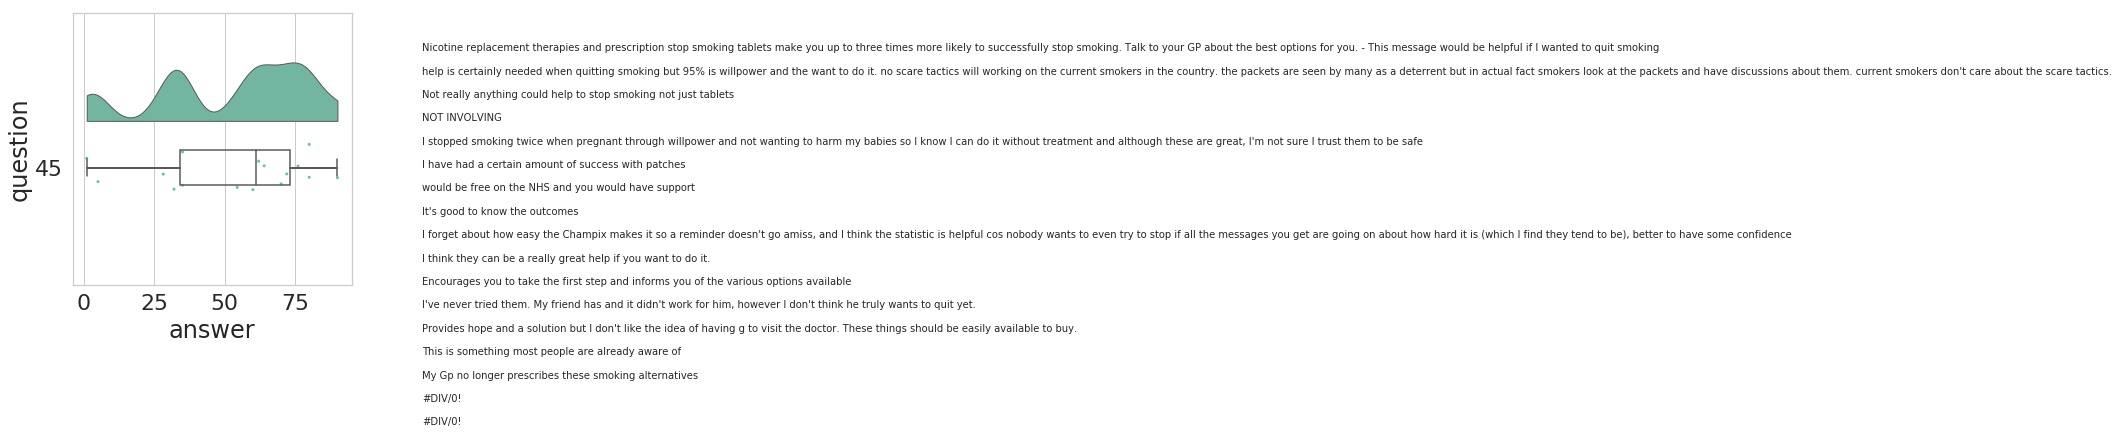 question
45
0 25 50 75
answer
Nicotine replacement therapies and prescription stop smoking tablets make you up to three times more likely to successfully stop smoking. Talk to your GP about the best options for you. - This message would be helpful if I wanted to quit smoking
help is certainly needed when quitting smoking but 95% is willpower and the want to do it. no scare tactics will working on the current smokers in the country. the packets are seen by many as a deterrent but in actual fact smokers look at the packets and have discussions about them. current smokers don't care about the scare tactics.
Not really anything could help to stop smoking not just tablets
NOT INVOLVING
I stopped smoking twice when pregnant through willpower and not wanting to harm my babies so I know I can do it without treatment and although these are great, I'm not sure I trust them to be safe
I have had a certain amount of success with patches
would be free on the NHS and you would have support
It's good to know the outcomes
I forget about how easy the Champix makes it so a reminder doesn't go amiss, and I think the statistic is helpful cos nobody wants to even try to stop if all the messages you get are going on about how hard it is (which I find they tend to be), better to have some confidence
I think they can be a really great help if you want to do it.
Encourages you to take the first step and informs you of the various options available
I've never tried them. My friend has and it didn't work for him, however I don't think he truly wants to quit yet.
Provides hope and a solution but I don't like the idea of having g to visit the doctor. These things should be easily available to buy.
This is something most people are already aware of
My Gp no longer prescribes these smoking alternatives
#DIV/0!
#DIV/0!